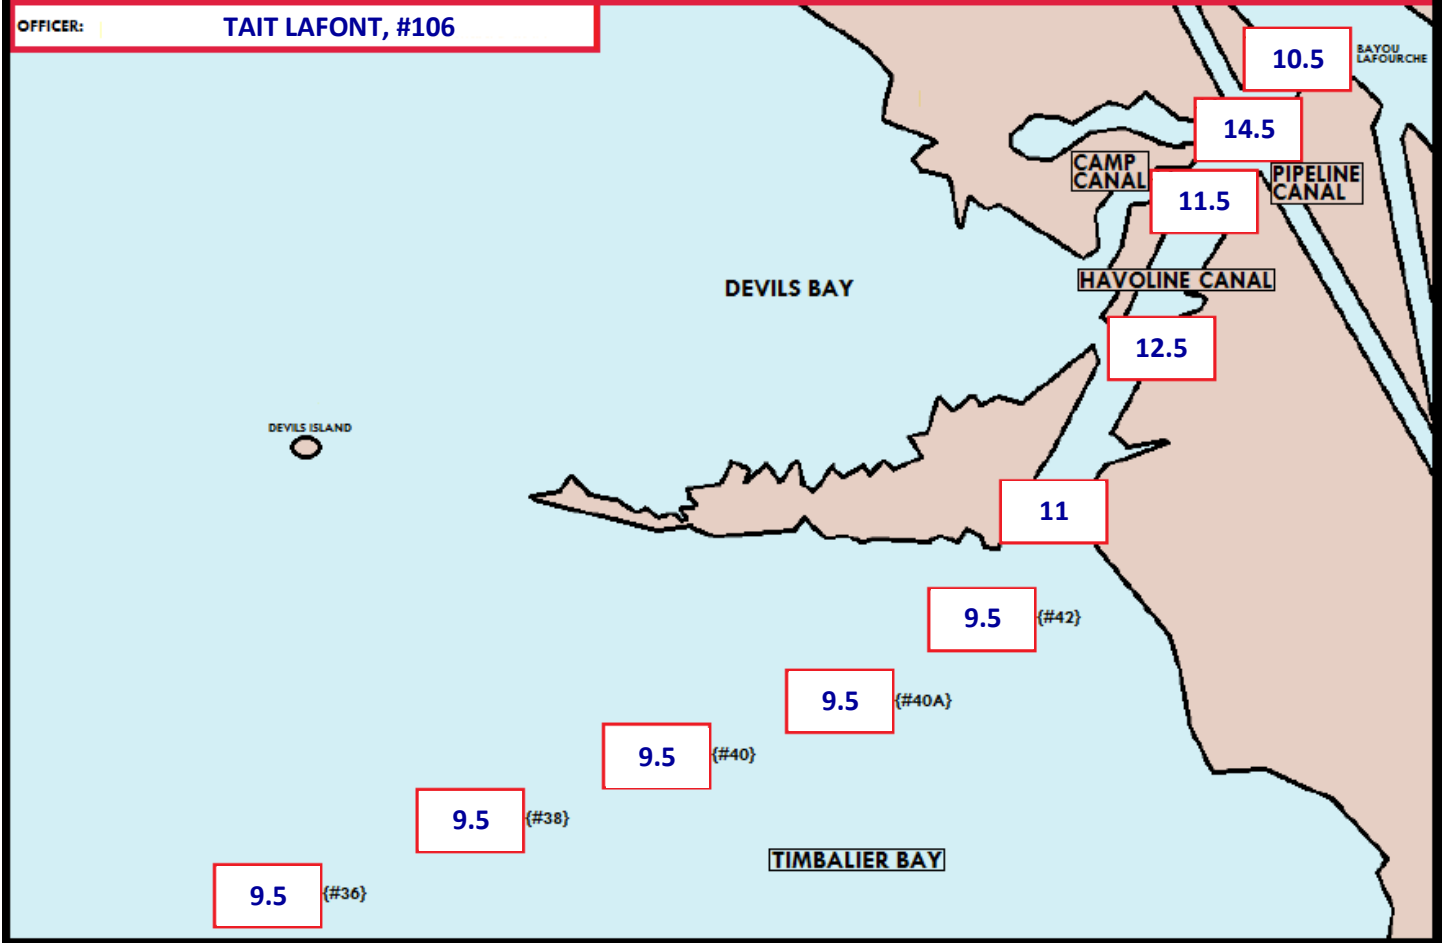 OFFICER: TAIT LAFONT, #106
10.5
BAYOU
LAFOURCHE
14.5
CAMP
CANAL
PIPELINE
CANAL
11.5
DEVILS BAY
HAVOLINE CANAL
12.5
DEVILS ISLAND
11
9.5 {#42}
9.5 {#40A}
9.5 {#40}
9.5 {#38}
TIMBALIER BAY
9.5 {#36}